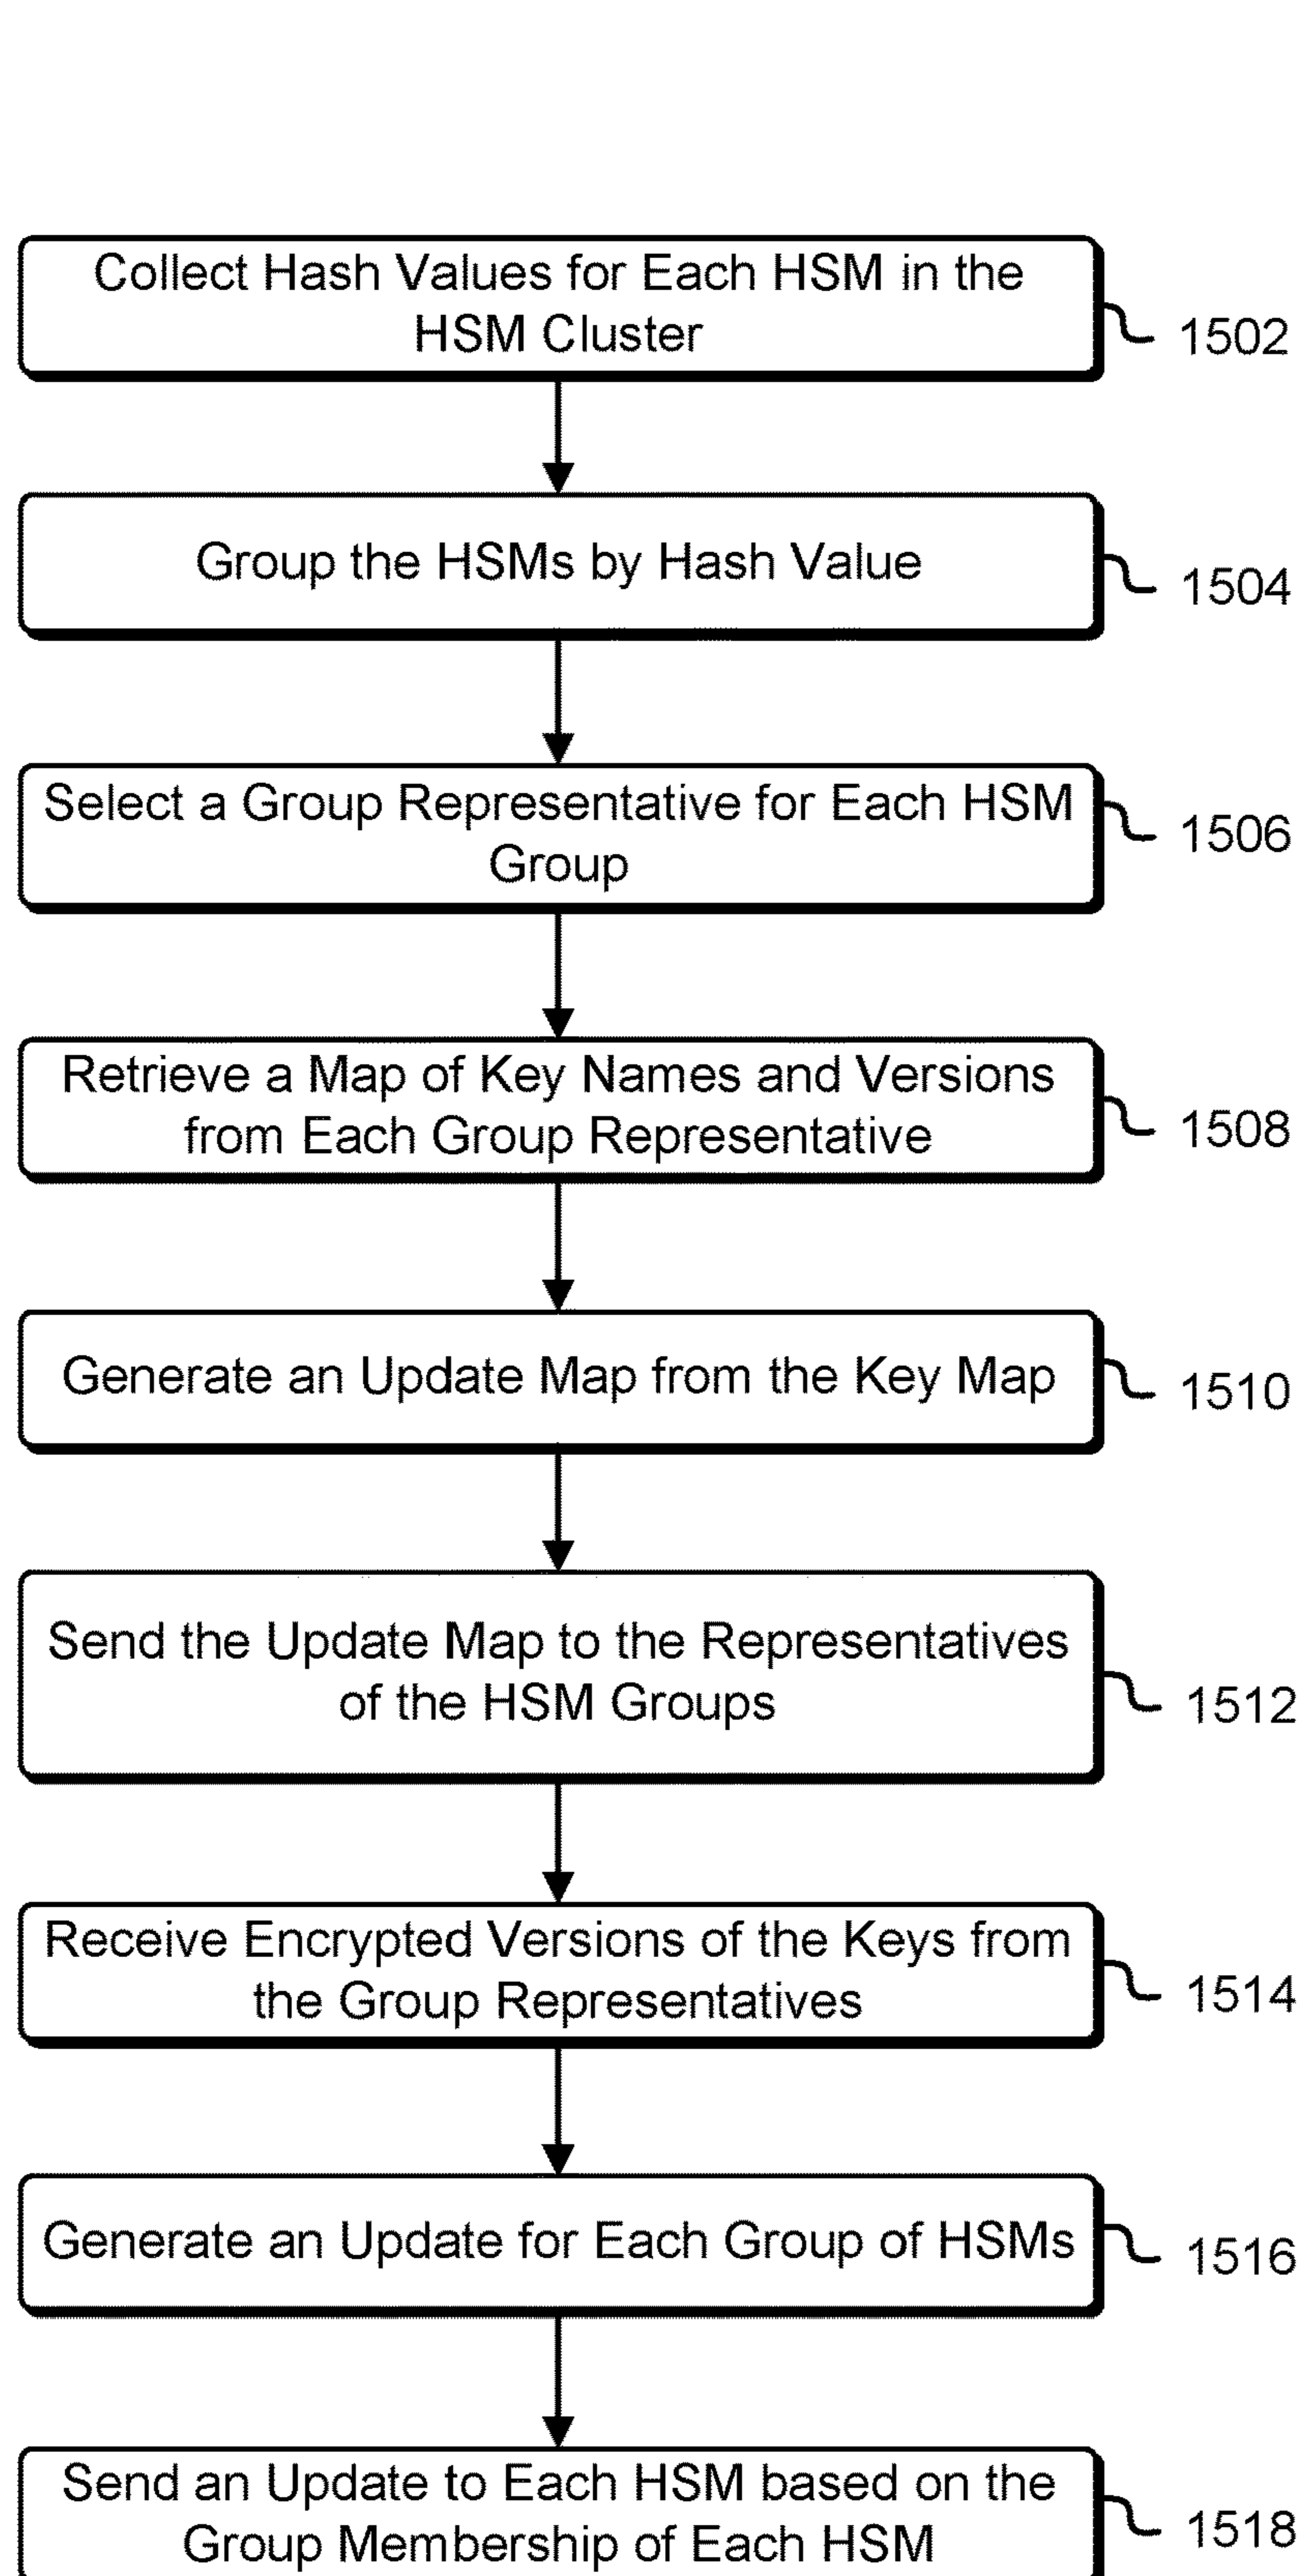 Collect Hash Values for Each HSM in the
HSM Cluster
1502
Group the HSMs by Hash Value
1504
Select a Group Representative for Each HSM
Group
1506
Retrieve a Map of Key Names and Versions
from Each Group Representative
1508
Generate an Update Map from the Key Map
1510
Send the Update Map to the Representatives
of the HSM Groups
1512
Receive Encrypted Versions of the Keys from
the Group Representatives
1514
Generate an Update for Each Group of HSMs
1516
Send an Update to Each HSM based on the
Group Membership of Each HSM
1518